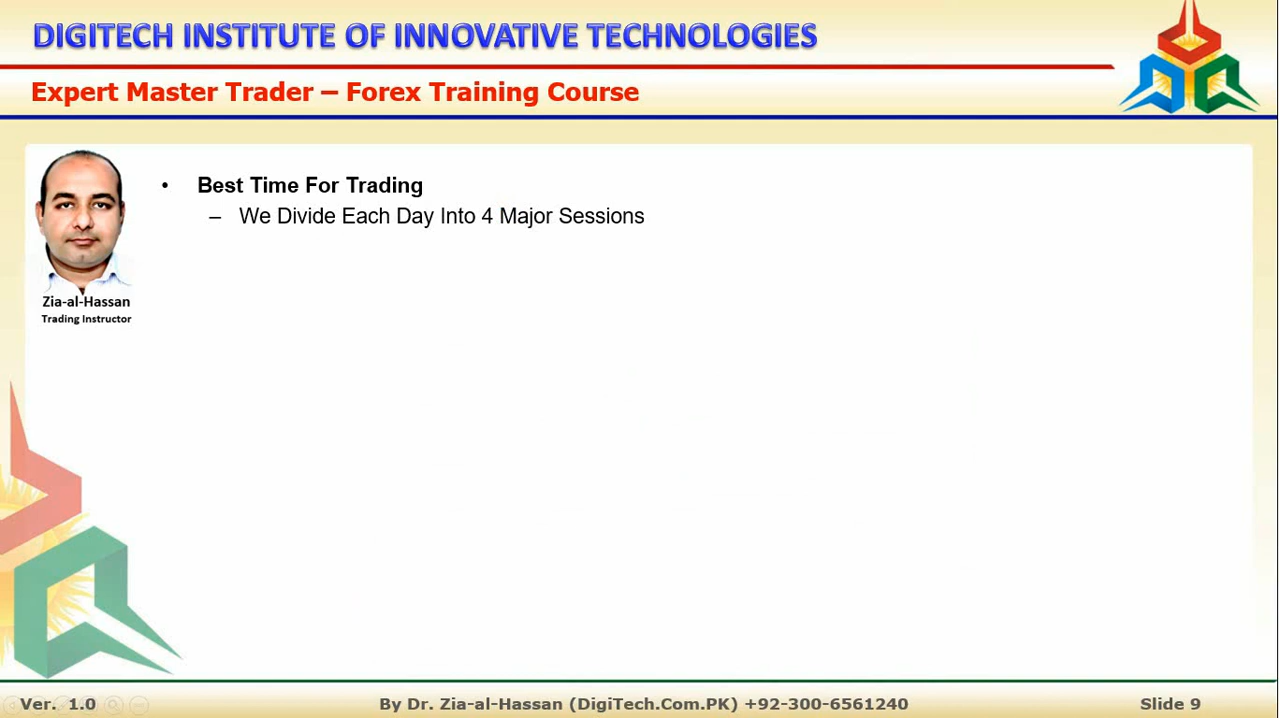 DIGITECH INSTITUTE OF INNOVATIVE TECHNOLOGIES
Expert Master Trader – Forex Training Course
• Best Time For Trading
– We Divide Each Day Into 4 Major Sessions
Zia-al-Hassan
Trading Instructor
Ver. 1.0
By Dr. Zia-al-Hassan (DigiTech.Com.PK) +92-300-6561240
Slide 9